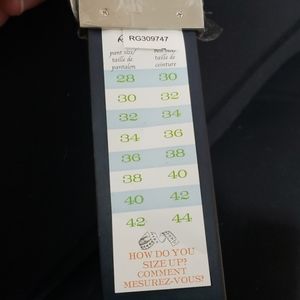 RG309747
pant size/
taille de
pantalon
taille de
ceinture
28 30
30 32
32 34
34 36
36 38
38 40
40 42
42 44
HOW DO YOU
SIZE UP?
COMMENT
MESUREZ-VOUS?